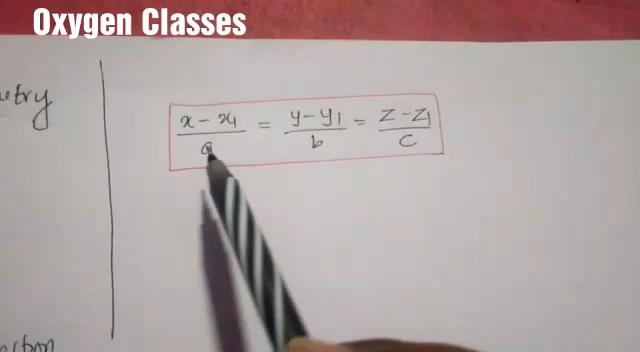 Oxygen Classes
etry
x - x₁ / a = y - y₁ / b = z - z₁ / c